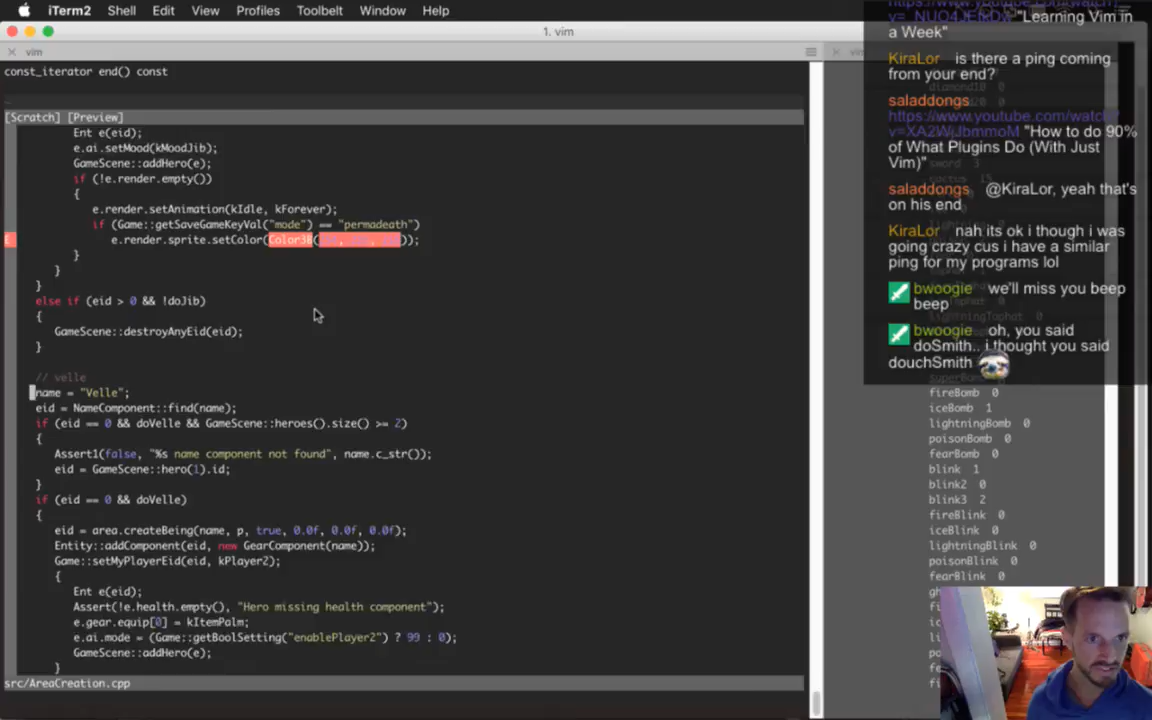 iTerm2 Shell Edit View Profiles Toolbelt Window Help
1. vim
vim
const_iterator end() const
[Scratch] [Preview]
Ent e(eid);
e.ai.setMood(kMoodJib);
GameScene::addHero(e);
if (!e.render.empty())
{
e.render.setAnimation(kIdle, kForever);
if (Game::getSaveGameKeyVal("mode") == "permadeath")
e.render.sprite.setColor(Color3B(
}
}
}
else if (eid > 0 && !doJib)
{
GameScene::destroyAnyEid(eid);
}
// velle
name = "Velle";
eid = NameComponent::find(name);
if (eid == 0 && doVelle && GameScene::heroes().size() >= 2)
{
Assert1(false, "%s name component not found", name.c_str());
eid = GameScene::hero(1).id;
}
if (eid == 0 && doVelle)
{
eid = area.createBeing(name, p, true, 0.0f, 0.0f, 0.0f);
Entity::addComponent(eid, new GearComponent(name));
Game::setMyPlayerEid(eid, kPlayer2);
{
Ent e(eid);
Assert(!e.health.empty(), "Hero missing health component");
e.gear.equip[0] = kItemPalm;
e.ai.mode = (Game::getBoolSetting("enablePlayer2") ? 99 : 0);
GameScene::addHero(e);
}
src/AreaCreation.cpp
"Learning Vim in
a Week"
KiraLor is there a ping coming
from your end?
saladdongs
https://www.youtube.com/watch?
v=XA2WjJbmmoM "How to do 90%
of What Plugins Do (With Just
Vim)"
saladdongs @KiraLor, yeah that's
on his end
KiraLor nah its ok i though i was
going crazy cus i have a similar
ping for my programs lol
bwoogie we'll miss you beep
beep
bwoogie oh, you said
doSmith.. i thought you said
douchSmith
fireBomb 0
iceBomb 1
lightningBomb 0
poisonBomb 0
fearBomb 0
blink 1
blink2 0
blink3 2
fireBlink 0
iceBlink 0
lightningBlink 0
poisonBlink 0
fearBlink 0